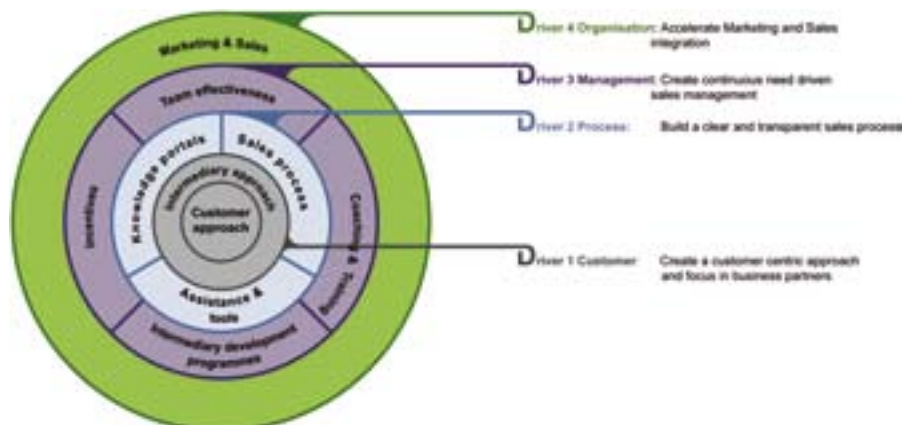 Marketing & Sales
Team effectiveness
Incentives
Coaching & Training
Intermediary development
programmes
Knowledge portals
Sales process
Assistance &
tools
Intermediary approach
Customer
approach
Driver 4 Organisation: Accelerate Marketing and Sales
integration
Driver 3 Management: Create continuous need driven
sales management
Driver 2 Process: Build a clear and transparent sales process
Driver 1 Customer: Create a customer centric approach
and focus in business partners